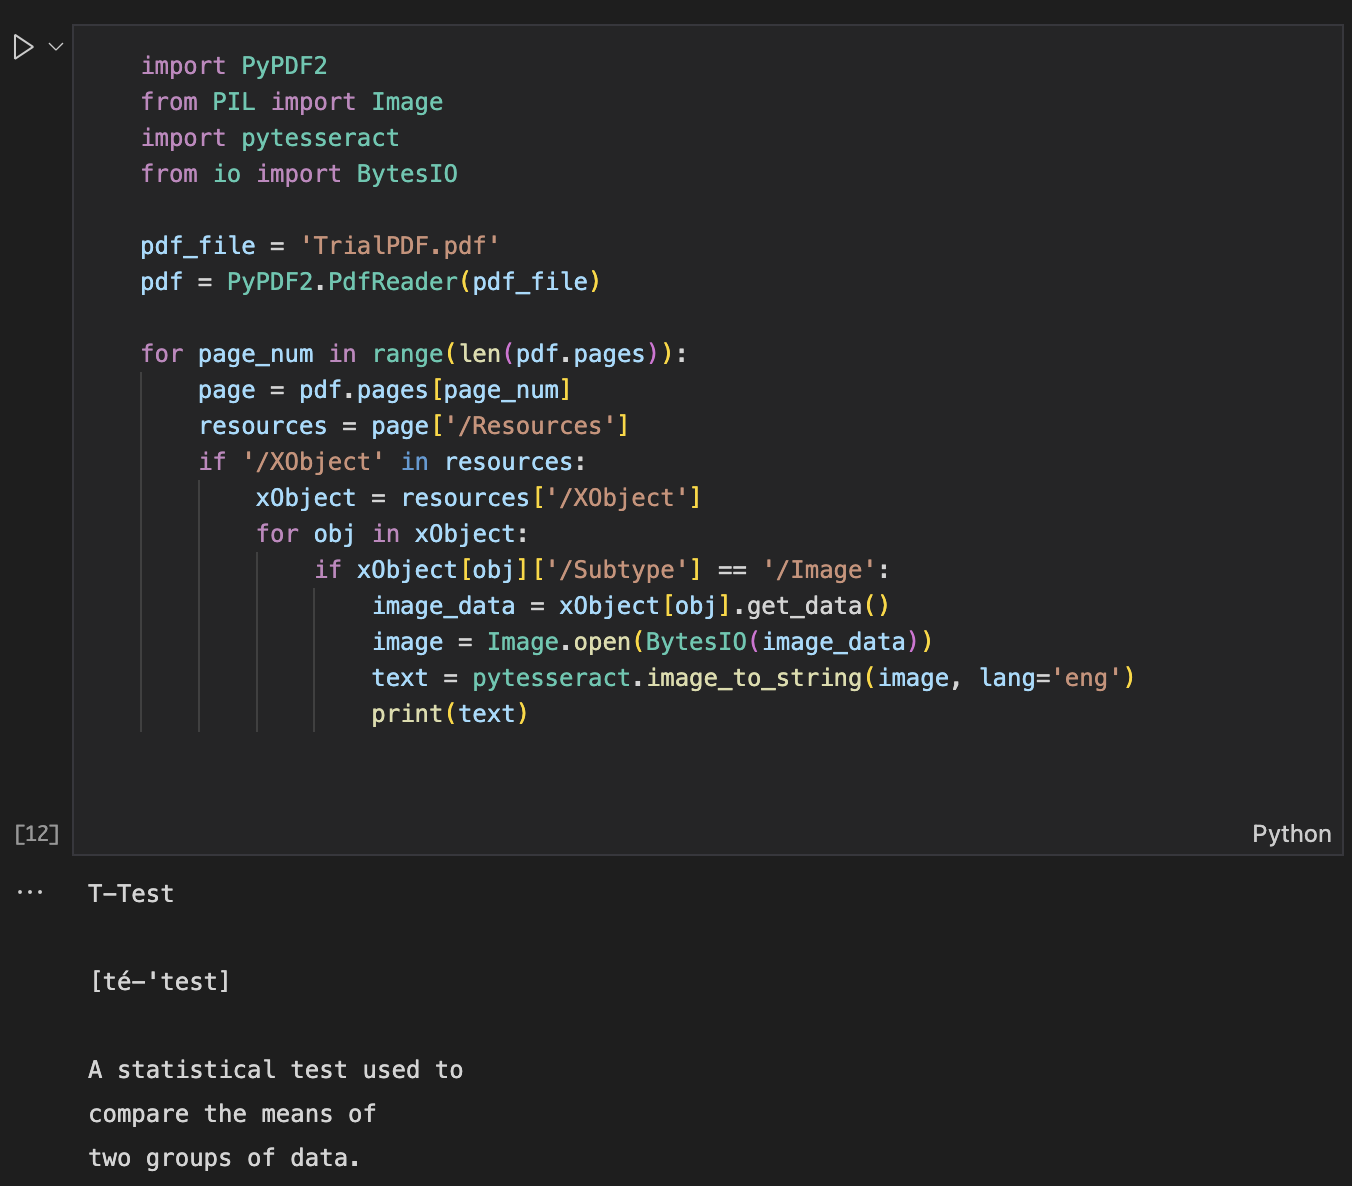 import PyPDF2
from PIL import Image
import pytesseract
from io import BytesIO

pdf_file = 'TrialPDF.pdf'
pdf = PyPDF2.PdfReader(pdf_file)

for page_num in range(len(pdf.pages)):
    page = pdf.pages[page_num]
    resources = page['/Resources']
    if '/XObject' in resources:
        xObject = resources['/XObject']
        for obj in xObject:
            if xObject[obj]['/Subtype'] == '/Image':
                image_data = xObject[obj].get_data()
                image = Image.open(BytesIO(image_data))
                text = pytesseract.image_to_string(image, lang='eng')
                print(text)

[12]
Python
... T-Test

[té-'test]

A statistical test used to
compare the means of
two groups of data.